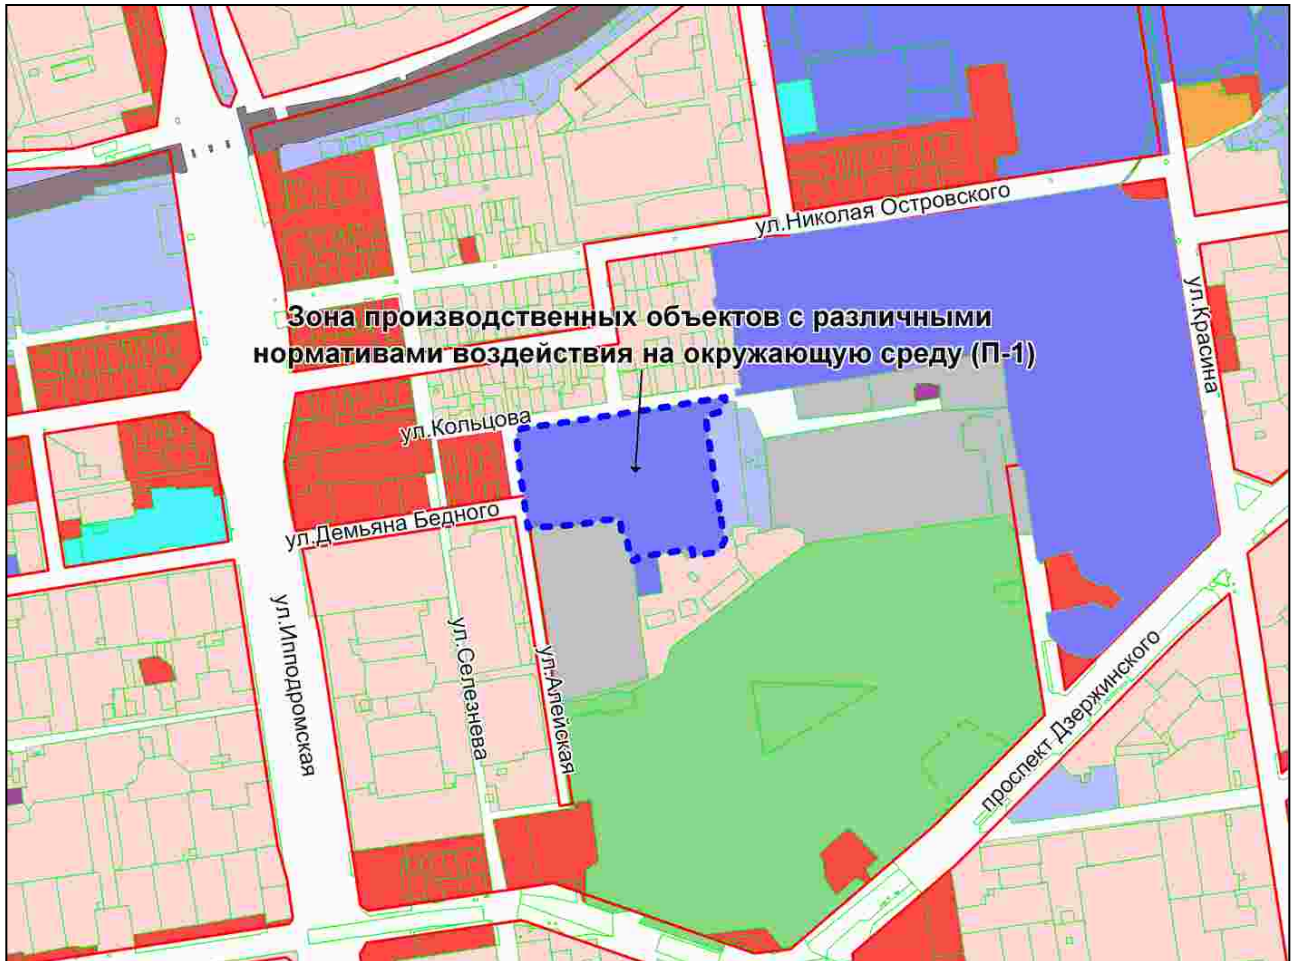 ул.Николая Островского
ул.Красина
Зона производственных объектов с различными
нормативами воздействия на окружающую среду (П-1)
ул.Кольцова
ул.Демьяна Бедного
ул.Ипподромская
ул.Селезнева
ул.Алейская
проспект Дзержинского